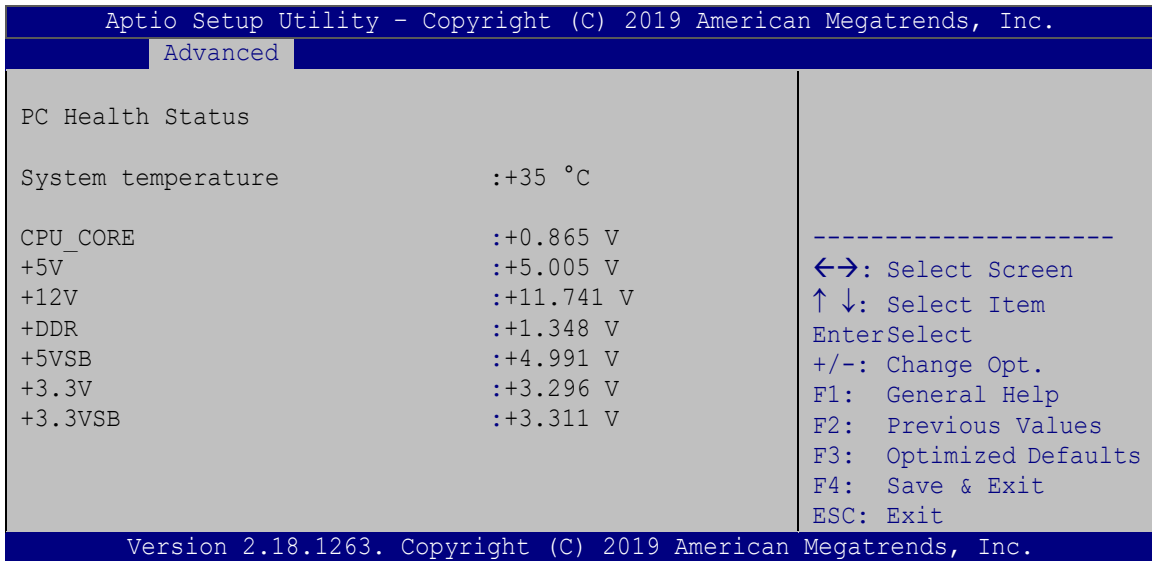 Aptio Setup Utility – Copyright (C) 2019 American Megatrends, Inc.
Advanced
PC Health Status
System temperature :+35 °C
CPU_CORE :+0.865 V
+5V :+5.005 V
+12V :+11.741 V
+DDR :+1.348 V
+5VSB :+4.991 V
+3.3V :+3.296 V
+3.3VSB :+3.311 V
---------------------
←→: Select Screen
↑ ↓: Select Item
EnterSelect
+/-: Change Opt.
F1: General Help
F2: Previous Values
F3: Optimized Defaults
F4: Save & Exit
ESC: Exit
Version 2.18.1263. Copyright (C) 2019 American Megatrends, Inc.